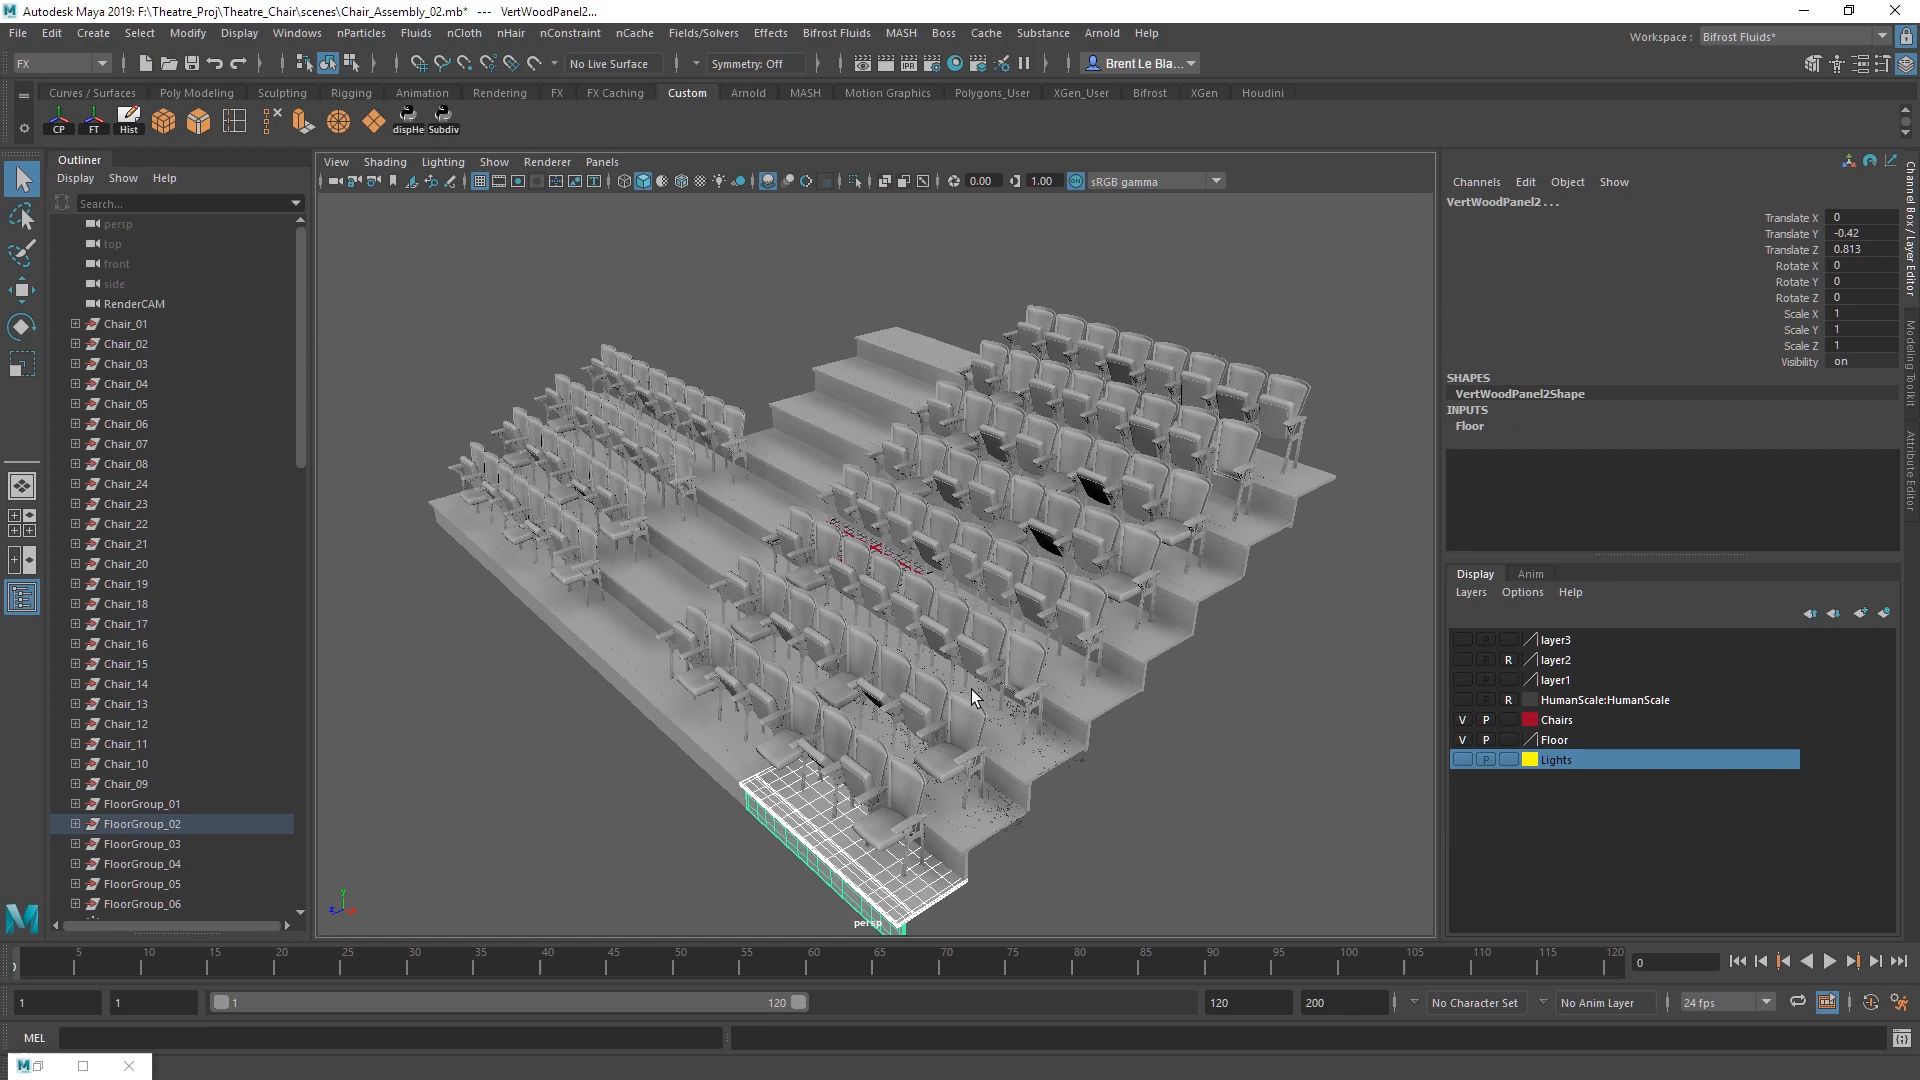 Autodesk Maya 2019: F:\Theatre_Proj\Theatre_Chair\scenes\Chair_Assembly_02.mb*   ---   VertWoodPanel2...
File Edit Create Select Modify Display Windows nParticles Fluids nCloth nHair nConstraint nCache Fields/Solvers Effects Bifrost Fluids MASH Boss Cache Substance Arnold Help
Workspace : Bifrost Fluids*
FX No Live Surface Symmetry: Off IPR Brent Le Bla...
Curves / Surfaces Poly Modeling Sculpting Rigging Animation Rendering FX FX Caching Custom Arnold MASH Motion Graphics Polygons_User XGen_User Bifrost XGen Houdini
CP FT Hist dispHe Subdiv
Outliner
Display Show Help
Search...
persp
top
front
side
RenderCAM
Chair_01
Chair_02
Chair_03
Chair_04
Chair_05
Chair_06
Chair_07
Chair_08
Chair_24
Chair_23
Chair_22
Chair_21
Chair_20
Chair_19
Chair_18
Chair_17
Chair_16
Chair_15
Chair_14
Chair_13
Chair_12
Chair_11
Chair_10
Chair_09
FloorGroup_01
FloorGroup_02
FloorGroup_03
FloorGroup_04
FloorGroup_05
FloorGroup_06
View Shading Lighting Show Renderer Panels
0.00 1.00 ON sRGB gamma
y
z
persp
Channels Edit Object Show
VertWoodPanel2 . . .
Translate X 0
Translate Y -0.42
Translate Z 0.813
Rotate X 0
Rotate Y 0
Rotate Z 0
Scale X 1
Scale Y 1
Scale Z 1
Visibility on
SHAPES
VertWoodPanel2Shape
INPUTS
Floor
Channel Box / Layer Editor
Modeling Toolkit
Attribute Editor
Display Anim
Layers Options Help
P layer3
P R layer2
P layer1
P R HumanScale:HumanScale
V P Chairs
V P Floor
P Lights
5 10 15 20 25 30 35 40 45 50 55 60 65 70 75 80 85 90 95 100 105 110 115 120
0
1 1 1 120 120 200 No Character Set No Anim Layer 24 fps
MEL